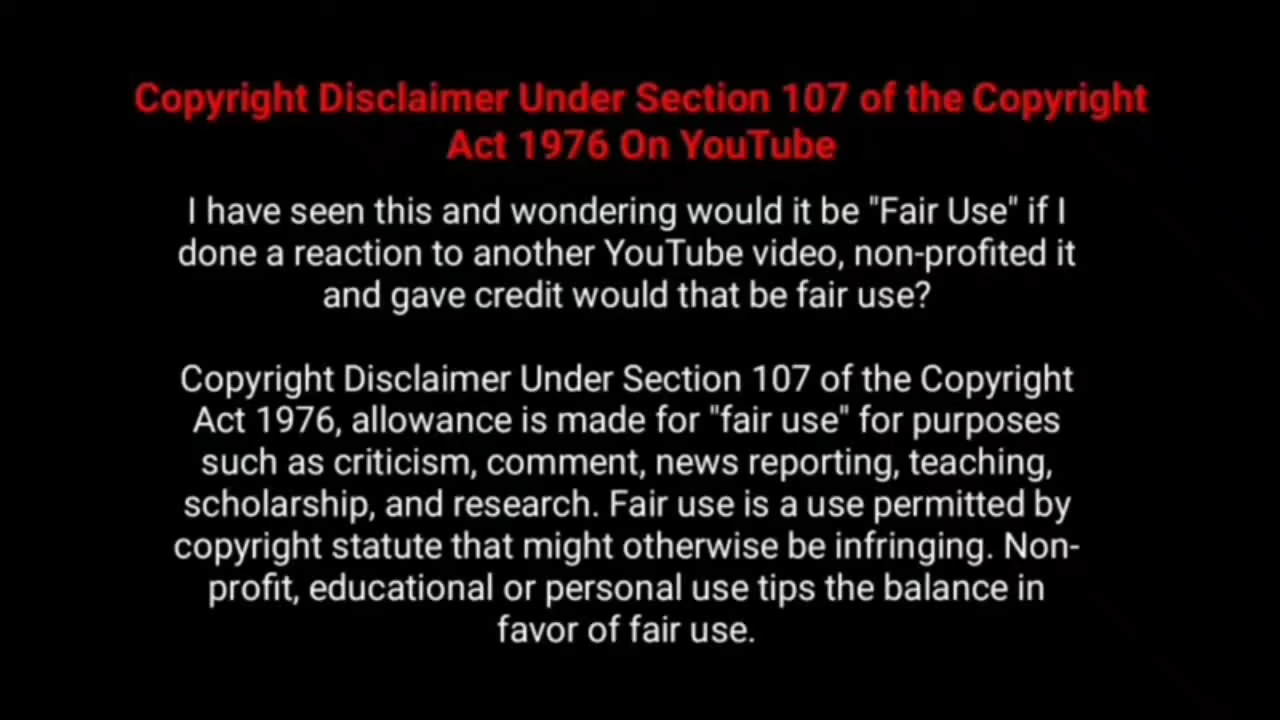 Copyright Disclaimer Under Section 107 of the Copyright
Act 1976 On YouTube
I have seen this and wondering would it be "Fair Use" if I
done a reaction to another YouTube video, non-profited it
and gave credit would that be fair use?
Copyright Disclaimer Under Section 107 of the Copyright
Act 1976, allowance is made for "fair use" for purposes
such as criticism, comment, news reporting, teaching,
scholarship, and research. Fair use is a use permitted by
copyright statute that might otherwise be infringing. Non-
profit, educational or personal use tips the balance in
favor of fair use.